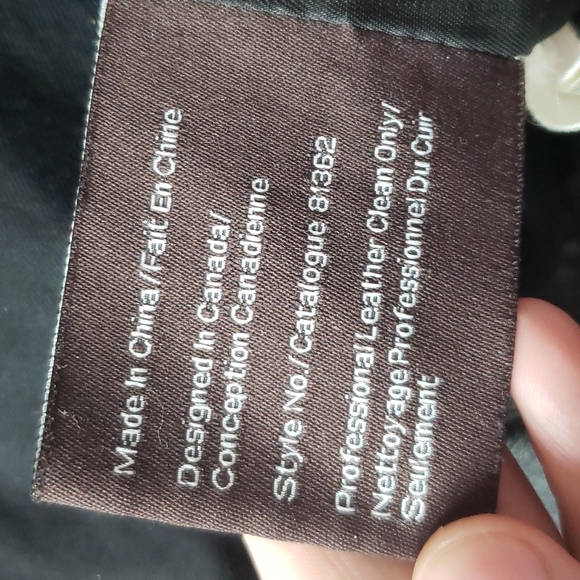 Made In China/Fait En Chine
Designed In Canada/
Conception Canadienne
Style No./Catalogue 81362
Professional Leather Clean Only/
Nettoyage Professionnel Du Cuir
Seulement